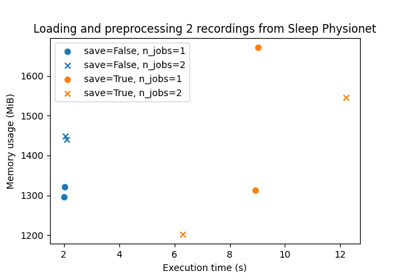 Loading and preprocessing 2 recordings from Sleep Physionet
save=False, n_jobs=1
save=False, n_jobs=2
save=True, n_jobs=1
save=True, n_jobs=2
Memory usage (MiB)
1600
1500
1400
1300
1200
2 4 6 8 10 12
Execution time (s)